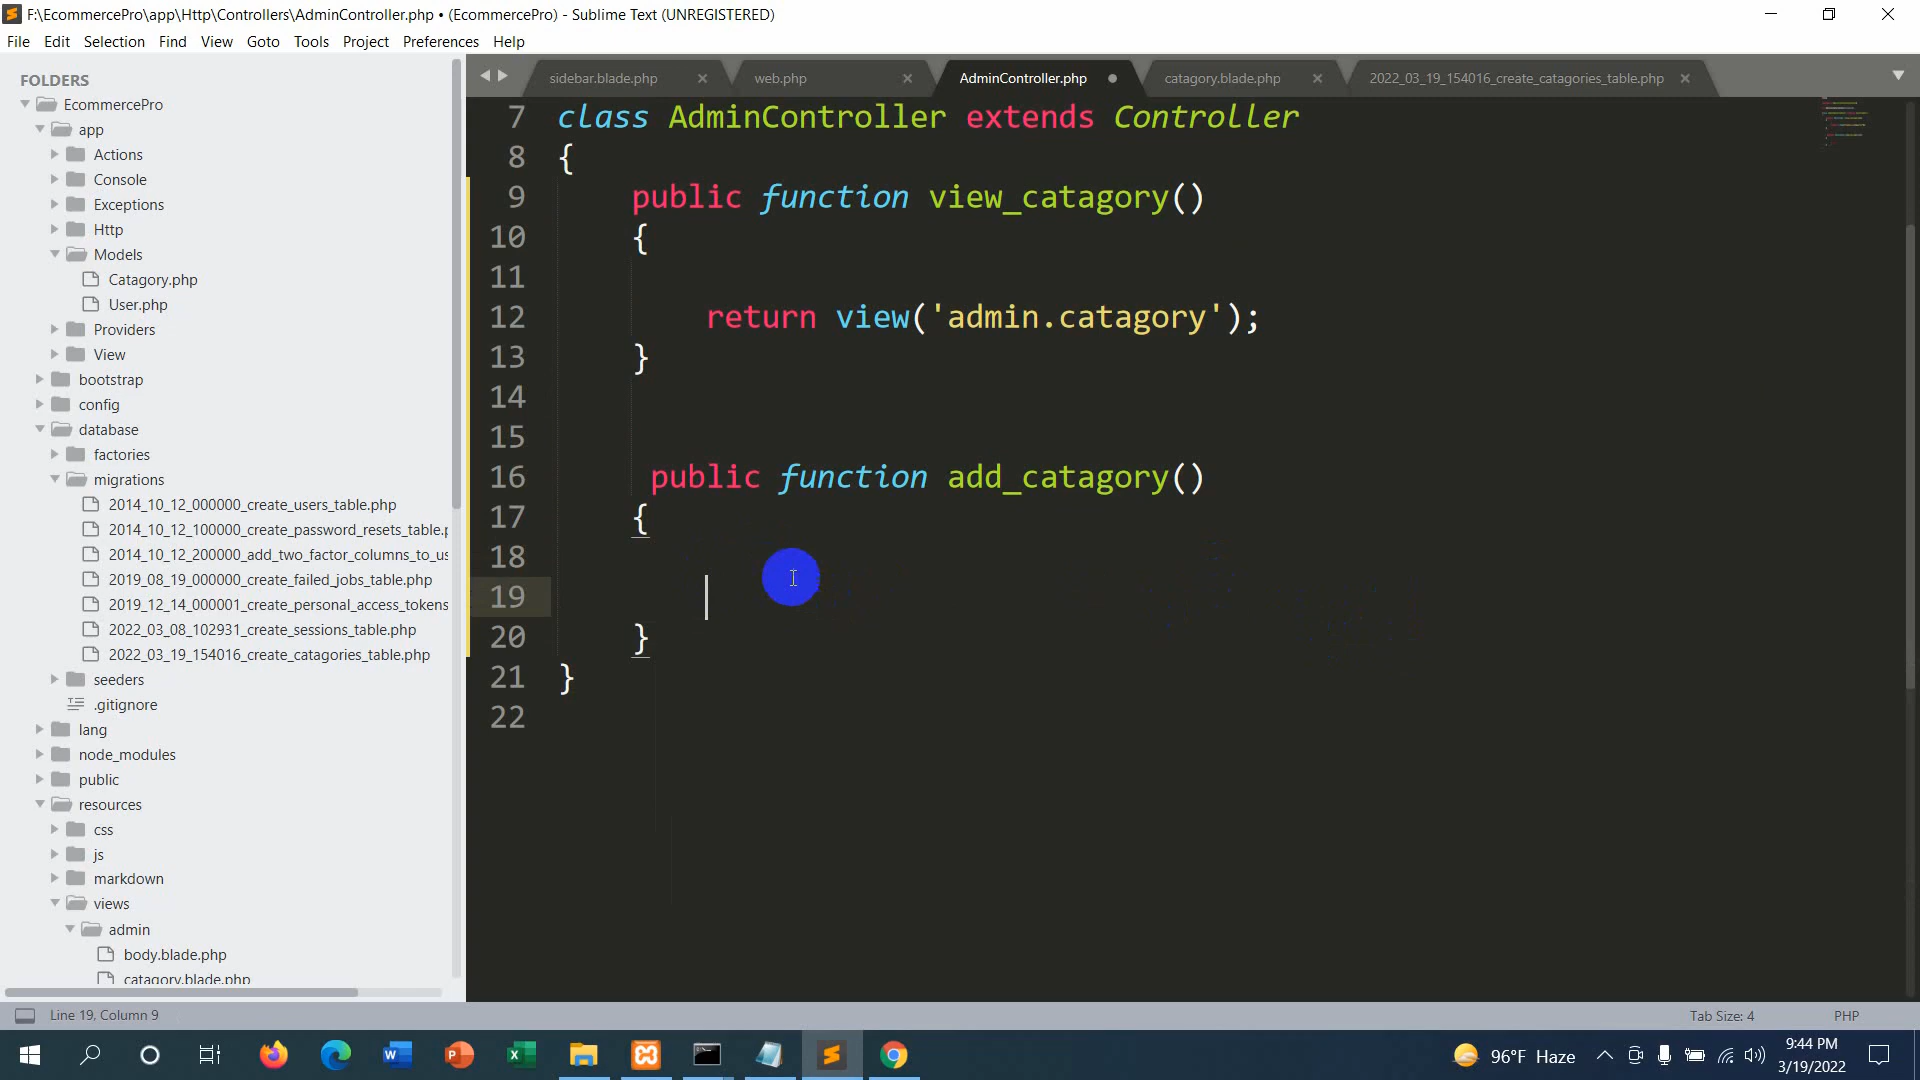 F:\EcommercePro\app\Http\Controllers\AdminController.php • (EcommercePro) - Sublime Text (UNREGISTERED)
File Edit Selection Find View Goto Tools Project Preferences Help
FOLDERS
EcommercePro
app
Actions
Console
Exceptions
Http
Models
Catagory.php
User.php
Providers
View
bootstrap
config
database
factories
migrations
2014_10_12_000000_create_users_table.php
2014_10_12_100000_create_password_resets_table.p
2014_10_12_200000_add_two_factor_columns_to_us
2019_08_19_000000_create_failed_jobs_table.php
2019_12_14_000001_create_personal_access_tokens
2022_03_08_102931_create_sessions_table.php
2022_03_19_154016_create_catagories_table.php
seeders
.gitignore
lang
node_modules
public
resources
css
js
markdown
views
admin
body.blade.php
catagory.blade.php
sidebar.blade.php web.php AdminController.php catagory.blade.php 2022_03_19_154016_create_catagories_table.php
7 class AdminController extends Controller
8 {
9 public function view_catagory()
10 {
11
12 return view('admin.catagory');
13 }
14
15
16 public function add_catagory()
17 {
18
19
20 }
21 }
22
Line 19, Column 9 Tab Size: 4 PHP
96°F Haze 9:44 PM
3/19/2022